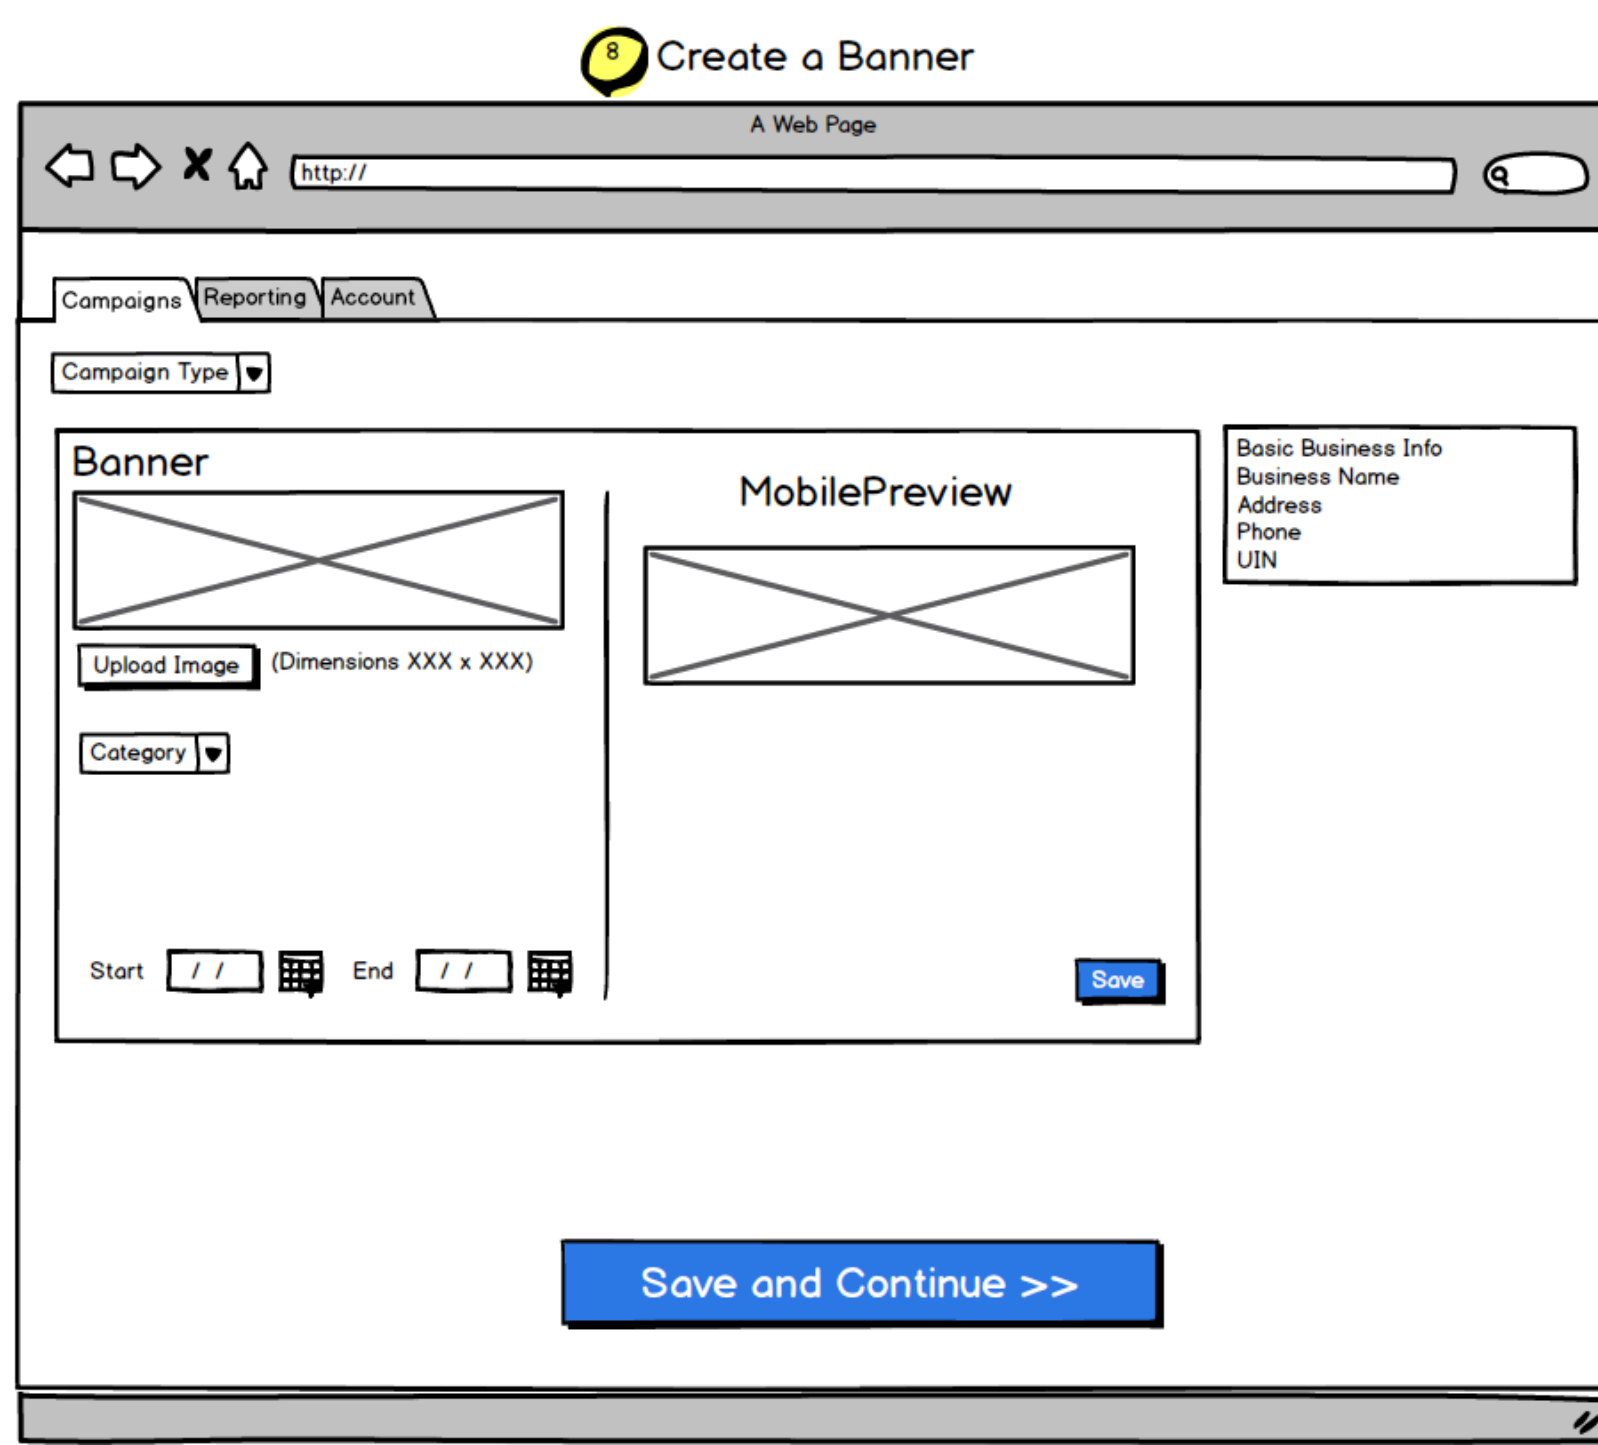 8 Create a Banner
A Web Page
http://
Campaigns Reporting Account
Campaign Type
Banner
MobilePreview
Upload Image (Dimensions XXX x XXX)
Category
Start / / End / /
Save
Basic Business Info
Business Name
Address
Phone
UIN
Save and Continue >>